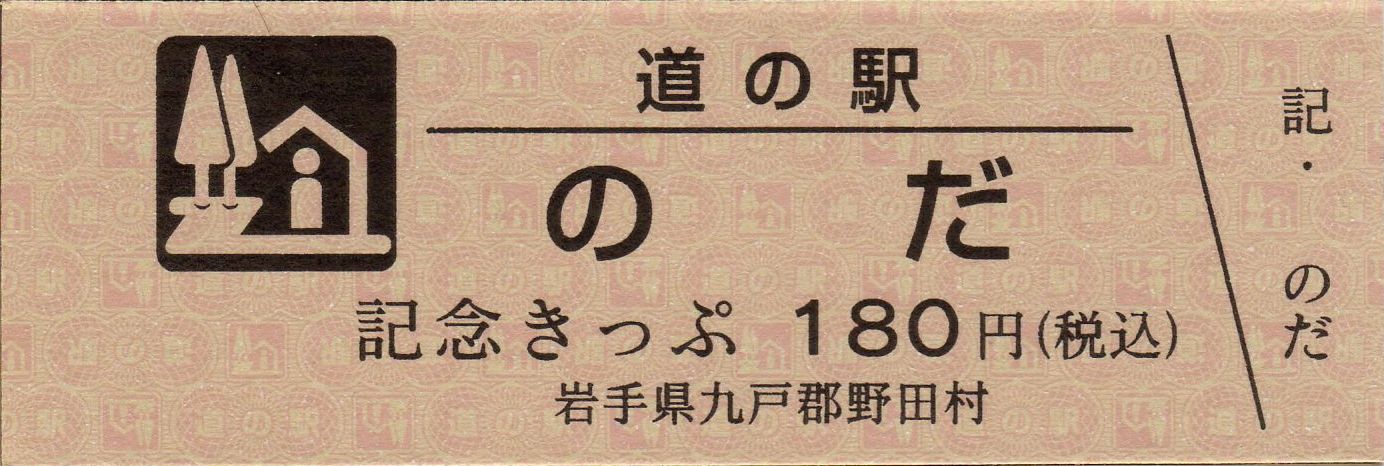 道の駅
のだ
記念きっぷ 180円(税込)
岩手県九戸郡野田村
記・のだ